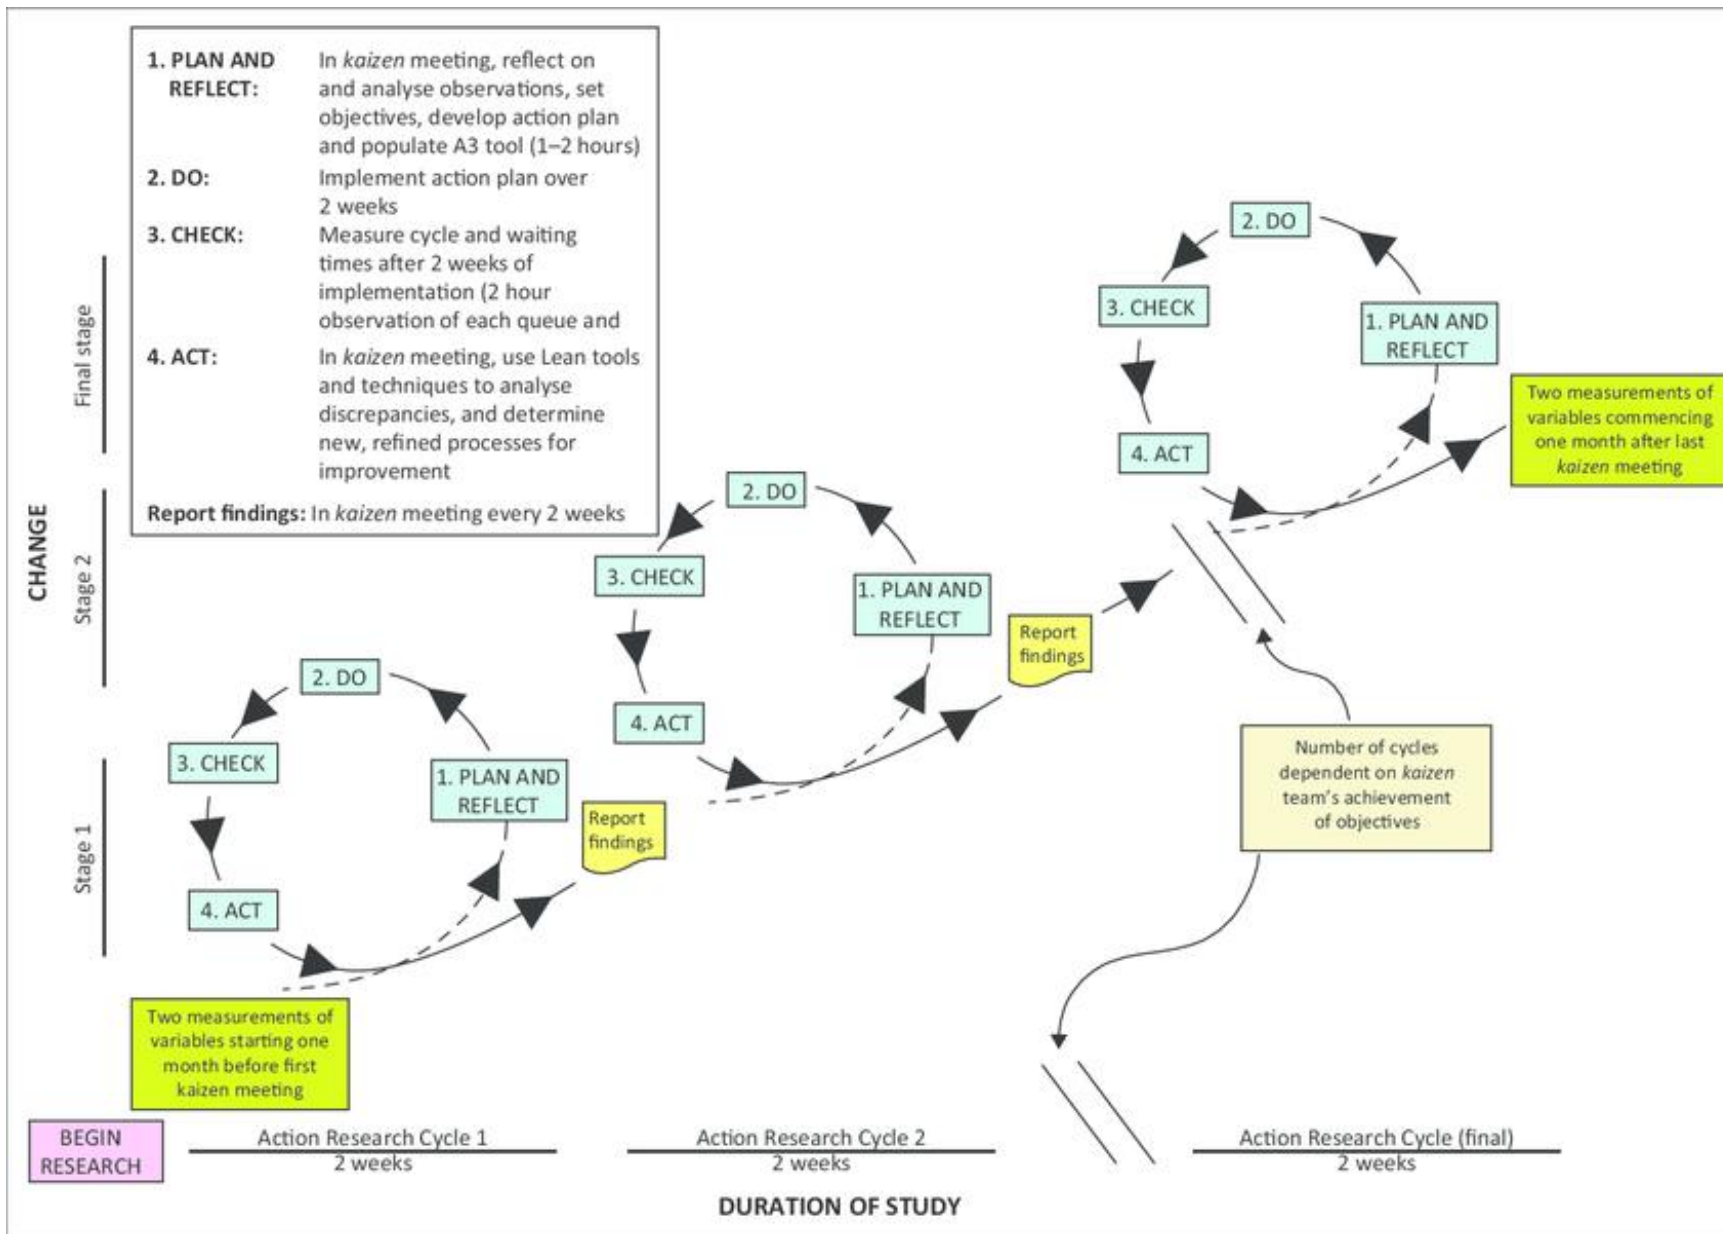 1. PLAN AND REFLECT:
In kaizen meeting, reflect on
and analyse observations, set
objectives, develop action plan
and populate A3 tool (1–2 hours)
2. DO:
Implement action plan over
2 weeks
3. CHECK:
Measure cycle and waiting
times after 2 weeks of
implementation (2 hour
observation of each queue and
4. ACT:
In kaizen meeting, use Lean tools
and techniques to analyse
discrepancies, and determine
new, refined processes for
improvement
Report findings: In kaizen meeting every 2 weeks
CHANGE
Final stage
Stage 2
Stage 1
2. DO
3. CHECK
1. PLAN AND
REFLECT
4. ACT
Two measurements of
variables commencing
one month after last
kaizen meeting
2. DO
3. CHECK
1. PLAN AND
REFLECT
4. ACT
Report
findings
2. DO
3. CHECK
1. PLAN AND
REFLECT
4. ACT
Report
findings
Number of cycles
dependent on kaizen
team's achievement
of objectives
Two measurements of
variables starting one
month before first
kaizen meeting
BEGIN
RESEARCH
Action Research Cycle 1
2 weeks
Action Research Cycle 2
2 weeks
Action Research Cycle (final)
2 weeks
DURATION OF STUDY